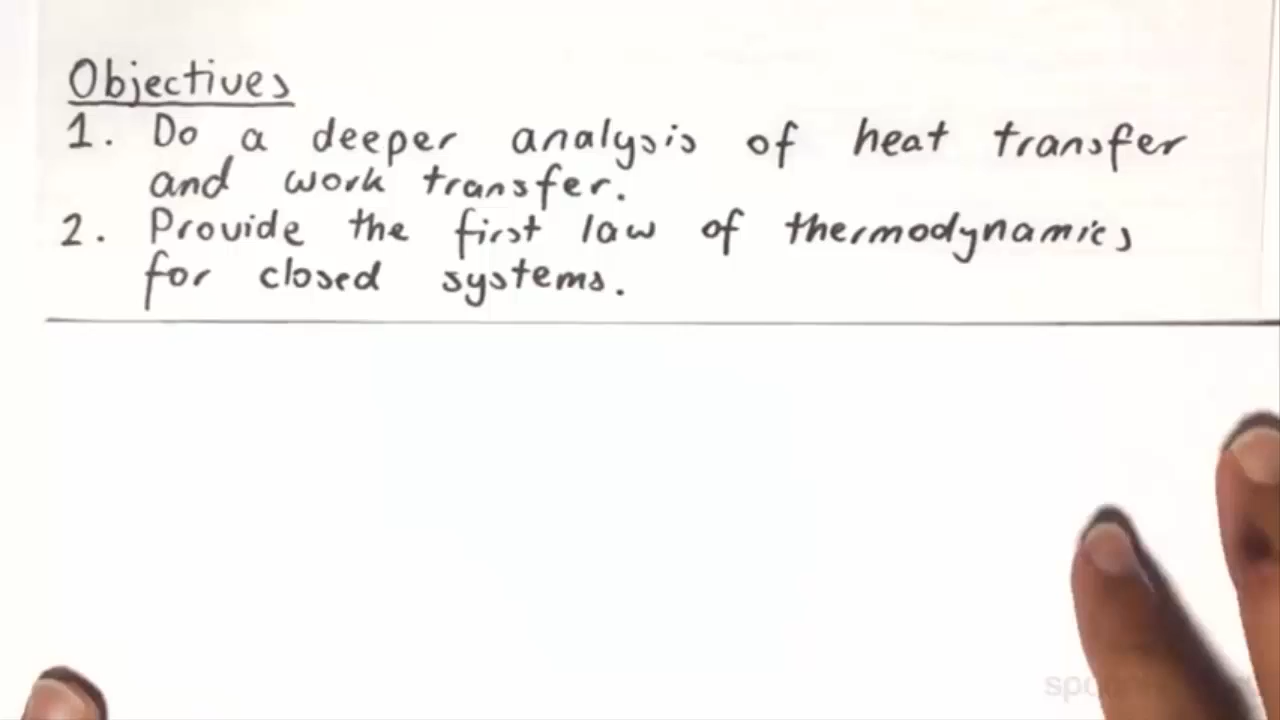 Objectives
1. Do a deeper analysis of heat transfer
and work transfer.
2. Provide the first law of thermodynamics
for closed systems.